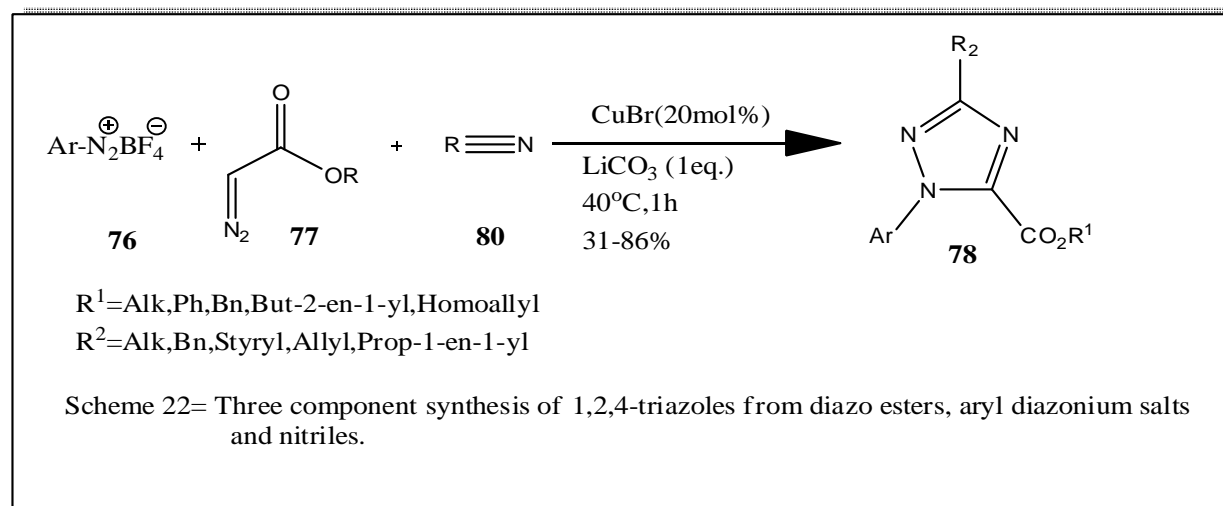 R₂
O
CuBr(20mol%)
N
N
Ar-N₂⊕BF₄⊖
+
OR
+
R
N
LiCO₃ (1eq.)
40°C,1h
31-86%
N
N₂
Ar
CO₂R¹
76
77
80
78
R¹=Alk,Ph,Bn,But-2-en-1-yl,Homoallyl
R²=Alk,Bn,Styryl,Allyl,Prop-1-en-1-yl
Scheme 22= Three component synthesis of 1,2,4-triazoles from diazo esters, aryl diazonium salts
and nitriles.